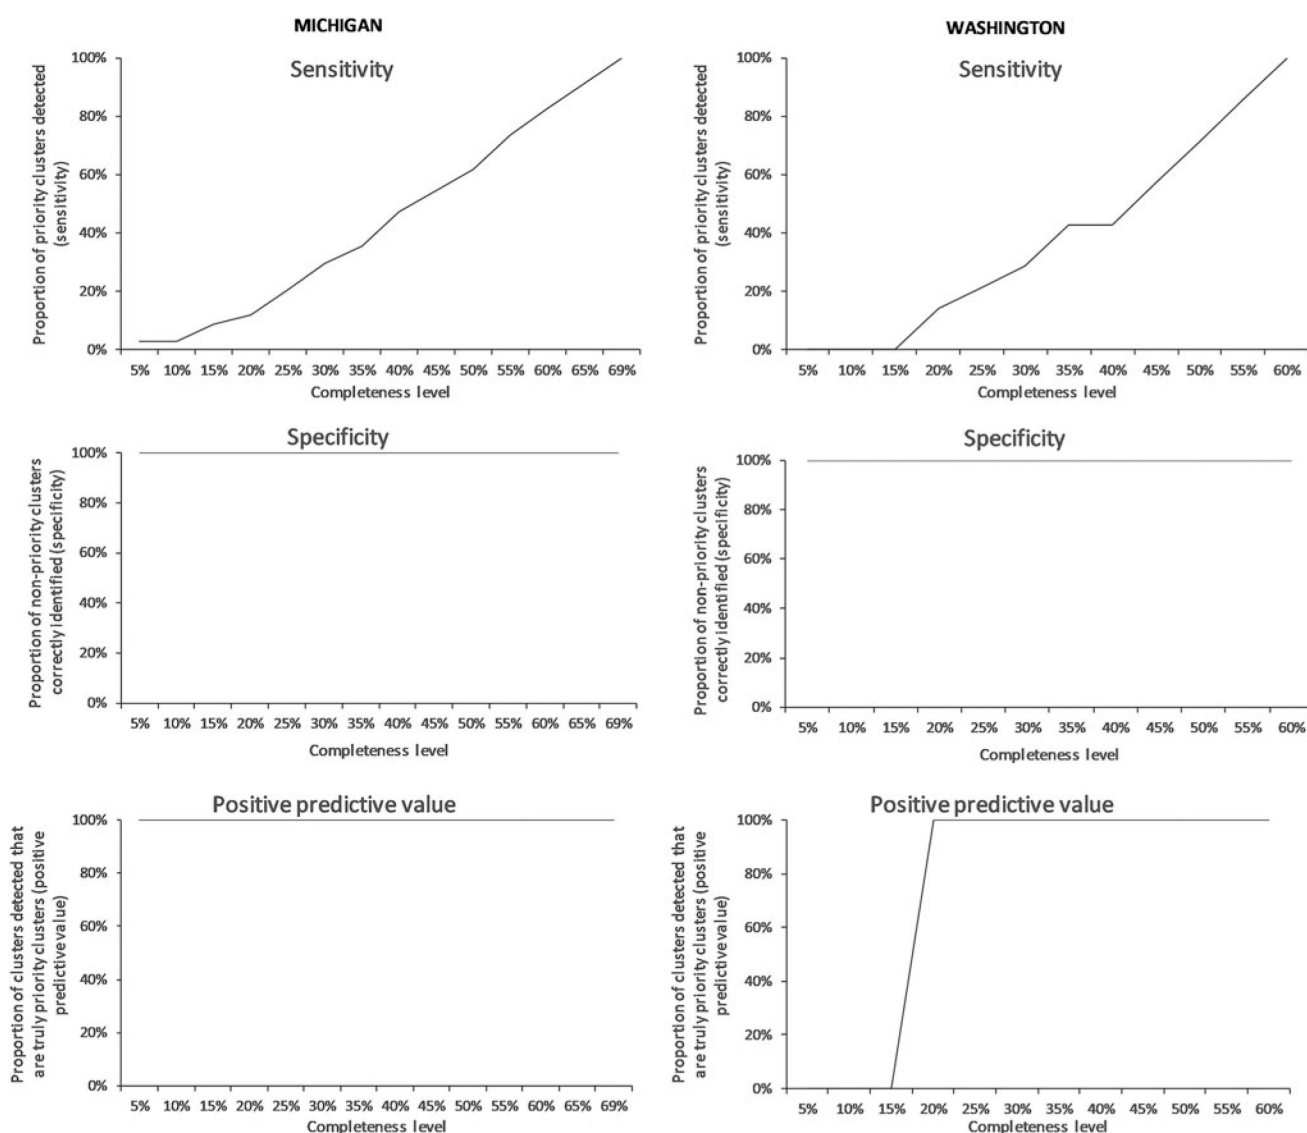 MICHIGAN
Sensitivity
Proportion of priority clusters detected
(sensitivity)
100%
80%
60%
40%
20%
0%
5% 10% 15% 20% 25% 30% 35% 40% 45% 50% 55% 60% 65% 69%
Completeness level
WASHINGTON
Sensitivity
Proportion of priority clusters detected
(sensitivity)
100%
80%
60%
40%
20%
0%
5% 10% 15% 20% 25% 30% 35% 40% 45% 50% 55% 60%
Completeness level
Specificity
Proportion of non-priority clusters
correctly identified (specificity)
100%
80%
60%
40%
20%
0%
5% 10% 15% 20% 25% 30% 35% 40% 45% 50% 55% 60% 65% 69%
Completeness level
Specificity
Proportion of non-priority clusters
correctly identified (specificity)
100%
80%
60%
40%
20%
0%
5% 10% 15% 20% 25% 30% 35% 40% 45% 50% 55% 60%
Completeness level
Positive predictive value
Proportion of clusters detected that
are truly priority clusters (positive
predictive value)
100%
80%
60%
40%
20%
0%
5% 10% 15% 20% 25% 30% 35% 40% 45% 50% 55% 60% 65% 69%
Completeness level
Positive predictive value
Proportion of clusters detected that
are truly priority clusters (positive
predictive value)
100%
80%
60%
40%
20%
0%
5% 10% 15% 20% 25% 30% 35% 40% 45% 50% 55% 60%
Completeness level